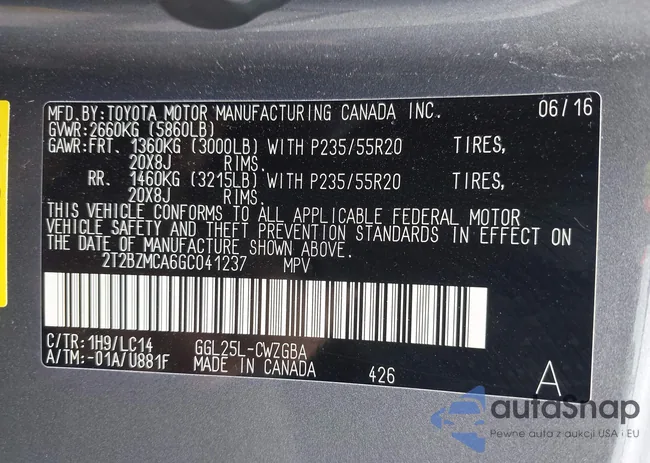 MFD.BY:TOYOTA MOTOR MANUFACTURING CANADA INC. 06/16
GVWR:2660KG (5860LB)
GAWR:FRT. 1360KG (3000LB) WITH P235/55R20 TIRES,
20X8J RIMS.
RR. 1460KG (3215LB) WITH P235/55R20 TIRES,
20X8J RIMS.
THIS VEHICLE CONFORMS TO ALL APPLICABLE FEDERAL MOTOR
VEHICLE SAFETY AND THEFT PREVENTION STANDARDS IN EFFECT ON
THE DATE OF MANUFACTURE SHOWN ABOVE.
2T2BZMCA6GC041237 MPV
C/TR:1H9/LC14 GGL25L-CWZGBA
A/TM:-01A/U881F MADE IN CANADA 426 A
autoSnap
Pewne auta z aukcji USA i EU